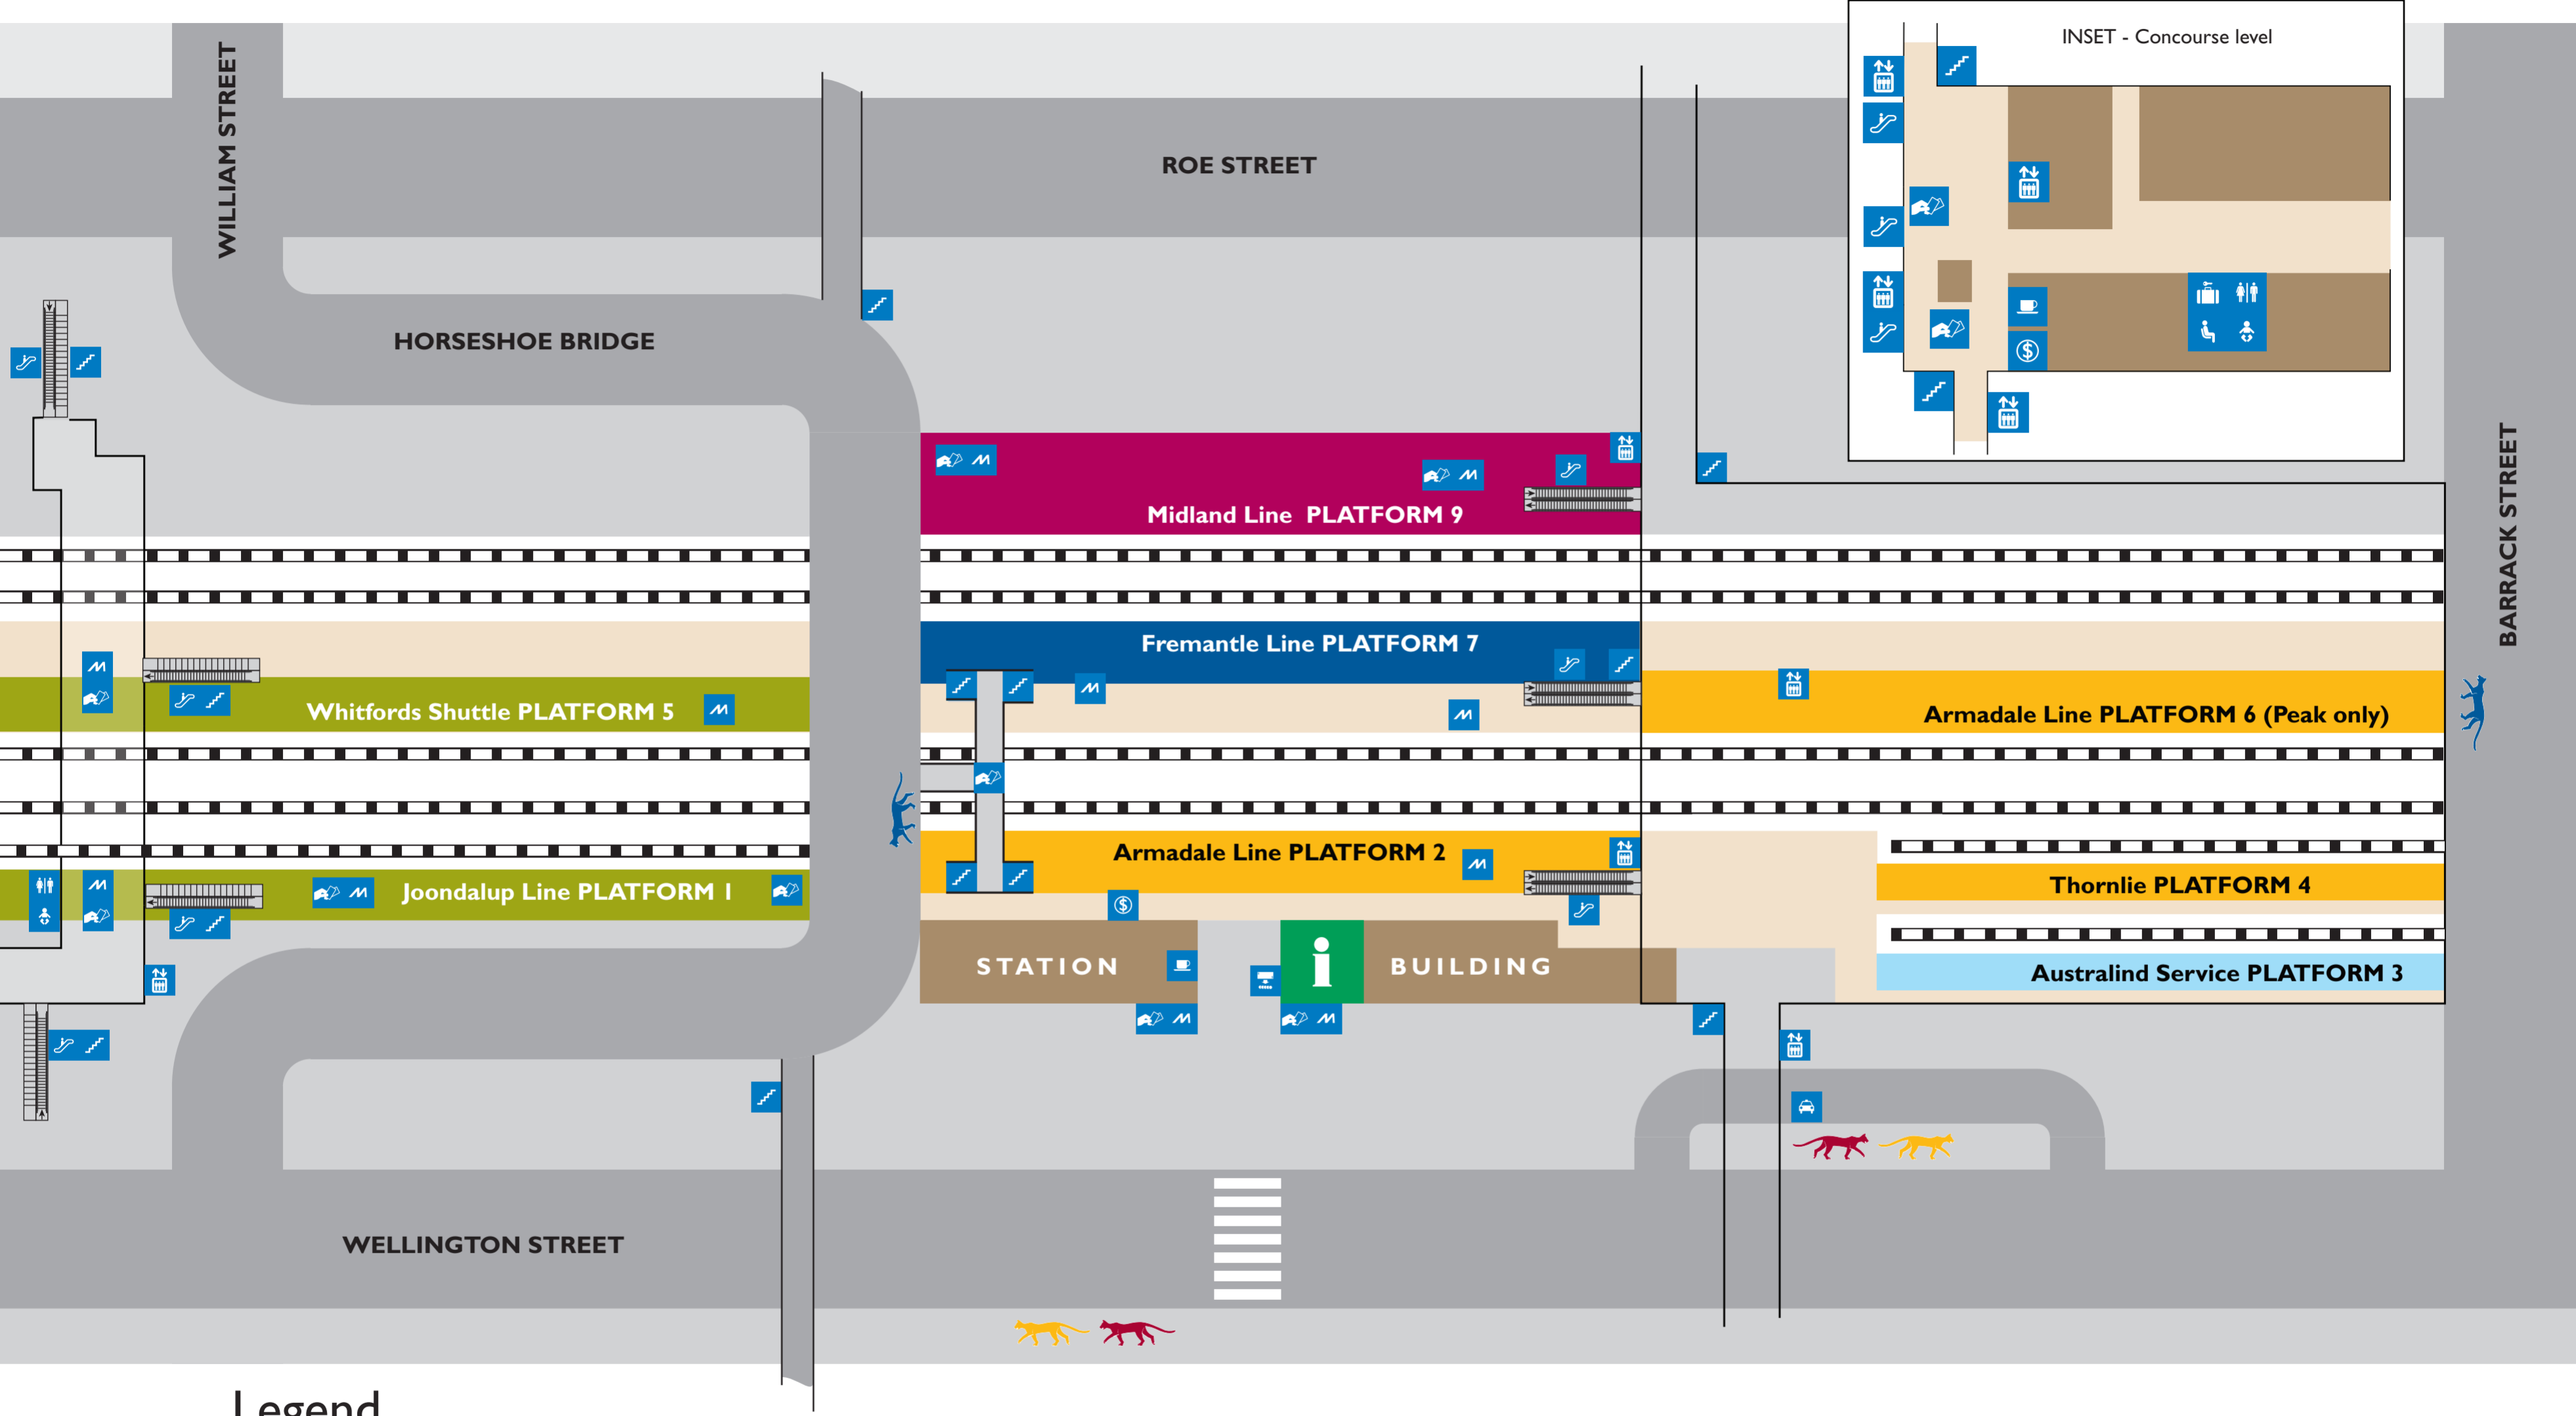 INSET - Concourse level
WILLIAM STREET
ROE STREET
HORSESHOE BRIDGE
BARRACK STREET
Midland Line PLATFORM 9
Fremantle Line PLATFORM 7
Whitfords Shuttle PLATFORM 5
Armadale Line PLATFORM 6 (Peak only)
Armadale Line PLATFORM 2
Joondalup Line PLATFORM 1
Thornlie PLATFORM 4
STATION
i
BUILDING
Australind Service PLATFORM 3
WELLINGTON STREET
Legend